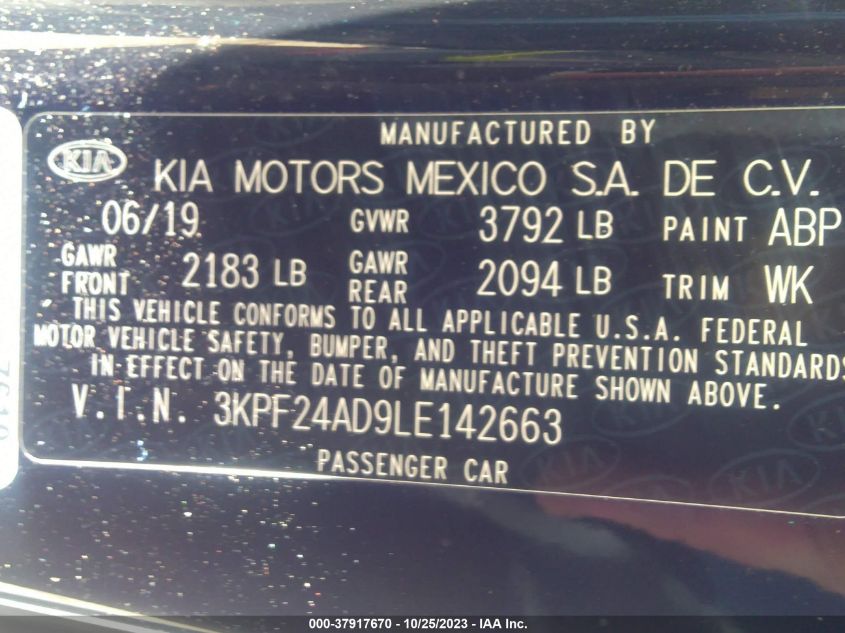 MANUFACTURED BY
KIA KIA MOTORS MEXICO S.A. DE C.V.
06/19 GVWR 3792 LB PAINT ABP
GAWR FRONT 2183 LB GAWR REAR 2094 LB TRIM WK
THIS VEHICLE CONFORMS TO ALL APPLICABLE U.S.A. FEDERAL
MOTOR VEHICLE SAFETY, BUMPER, AND THEFT PREVENTION STANDARDS
IN EFFECT ON THE DATE OF MANUFACTURE SHOWN ABOVE.
V.I.N. 3KPF24AD9LE142663
PASSENGER CAR
000-37917670 - 10/25/2023 - IAA Inc.